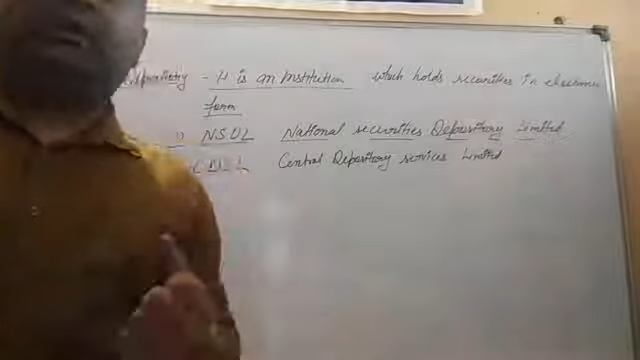 Depository - It is an Institution which holds securities in electronic
form
1) NSDL National securities Depository Limited
CDSL Central Depository services Limited